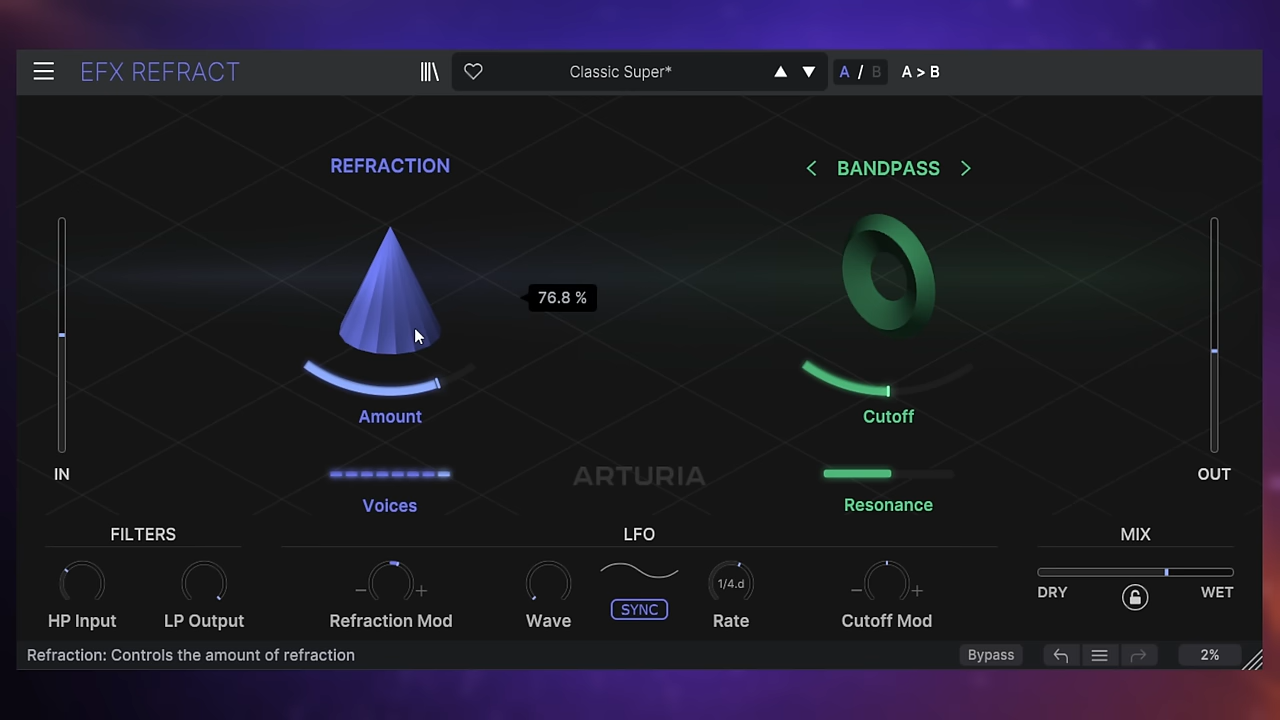 EFX REFRACT
Classic Super*
A / B
A > B
REFRACTION
< BANDPASS >
76.8 %
Amount
Cutoff
IN
ARTURIA
OUT
Voices
Resonance
FILTERS
LFO
MIX
1/4.d
DRY
WET
SYNC
HP Input
LP Output
Refraction Mod
Wave
Rate
Cutoff Mod
Refraction: Controls the amount of refraction
Bypass
2%